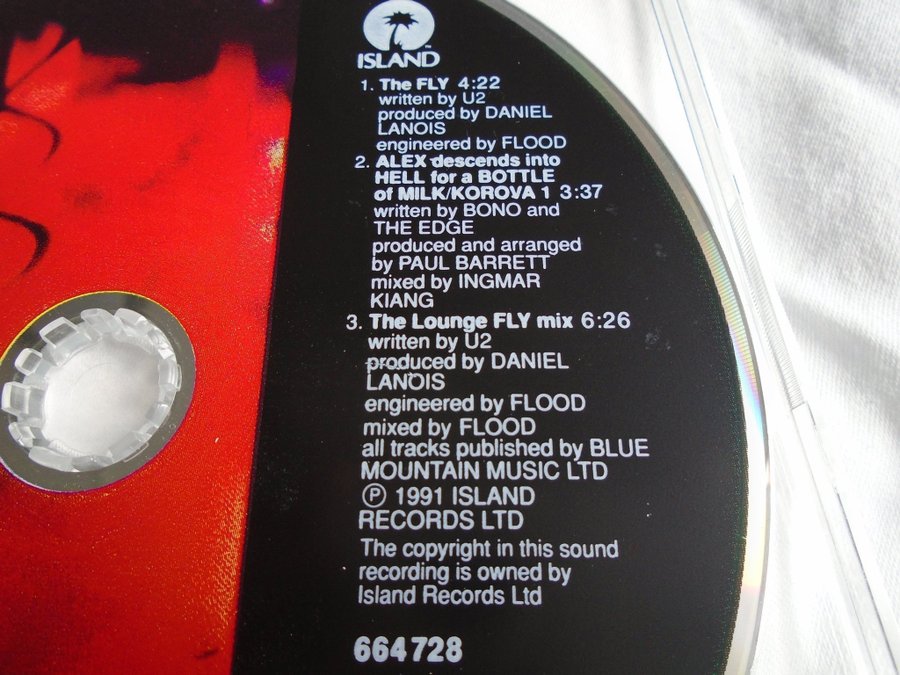 ISLAND™
1. The FLY 4:22
written by U2
produced by DANIEL
LANOIS
engineered by FLOOD
2. ALEX descends into
HELL for a BOTTLE
of MILK/KOROVA 1 3:37
written by BONO and
THE EDGE
produced and arranged
by PAUL BARRETT
mixed by INGMAR
KIANG
3. The Lounge FLY mix 6:26
written by U2
produced by DANIEL
LANOIS
engineered by FLOOD
mixed by FLOOD
all tracks published by BLUE
MOUNTAIN MUSIC LTD
℗ 1991 ISLAND
RECORDS LTD
The copyright in this sound
recording is owned by
Island Records Ltd
664 728